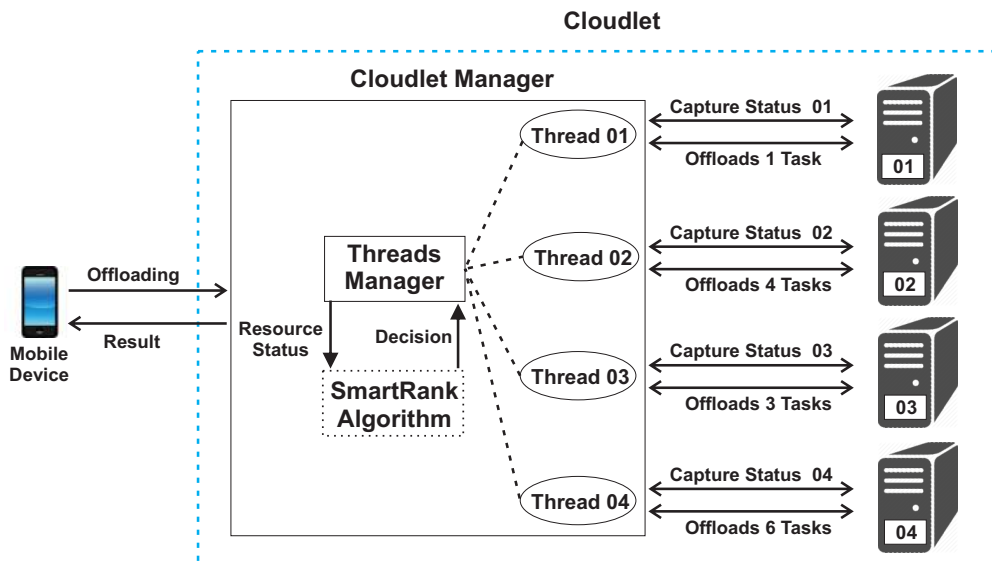 Cloudlet
Cloudlet Manager
Thread 01
Capture Status 01
Offloads 1 Task
01
Threads
Manager
Thread 02
Capture Status 02
Offloads 4 Tasks
02
Offloading
Result
Mobile
Device
Resource
Status
Decision
SmartRank
Algorithm
Thread 03
Capture Status 03
Offloads 3 Tasks
03
Thread 04
Capture Status 04
Offloads 6 Tasks
04